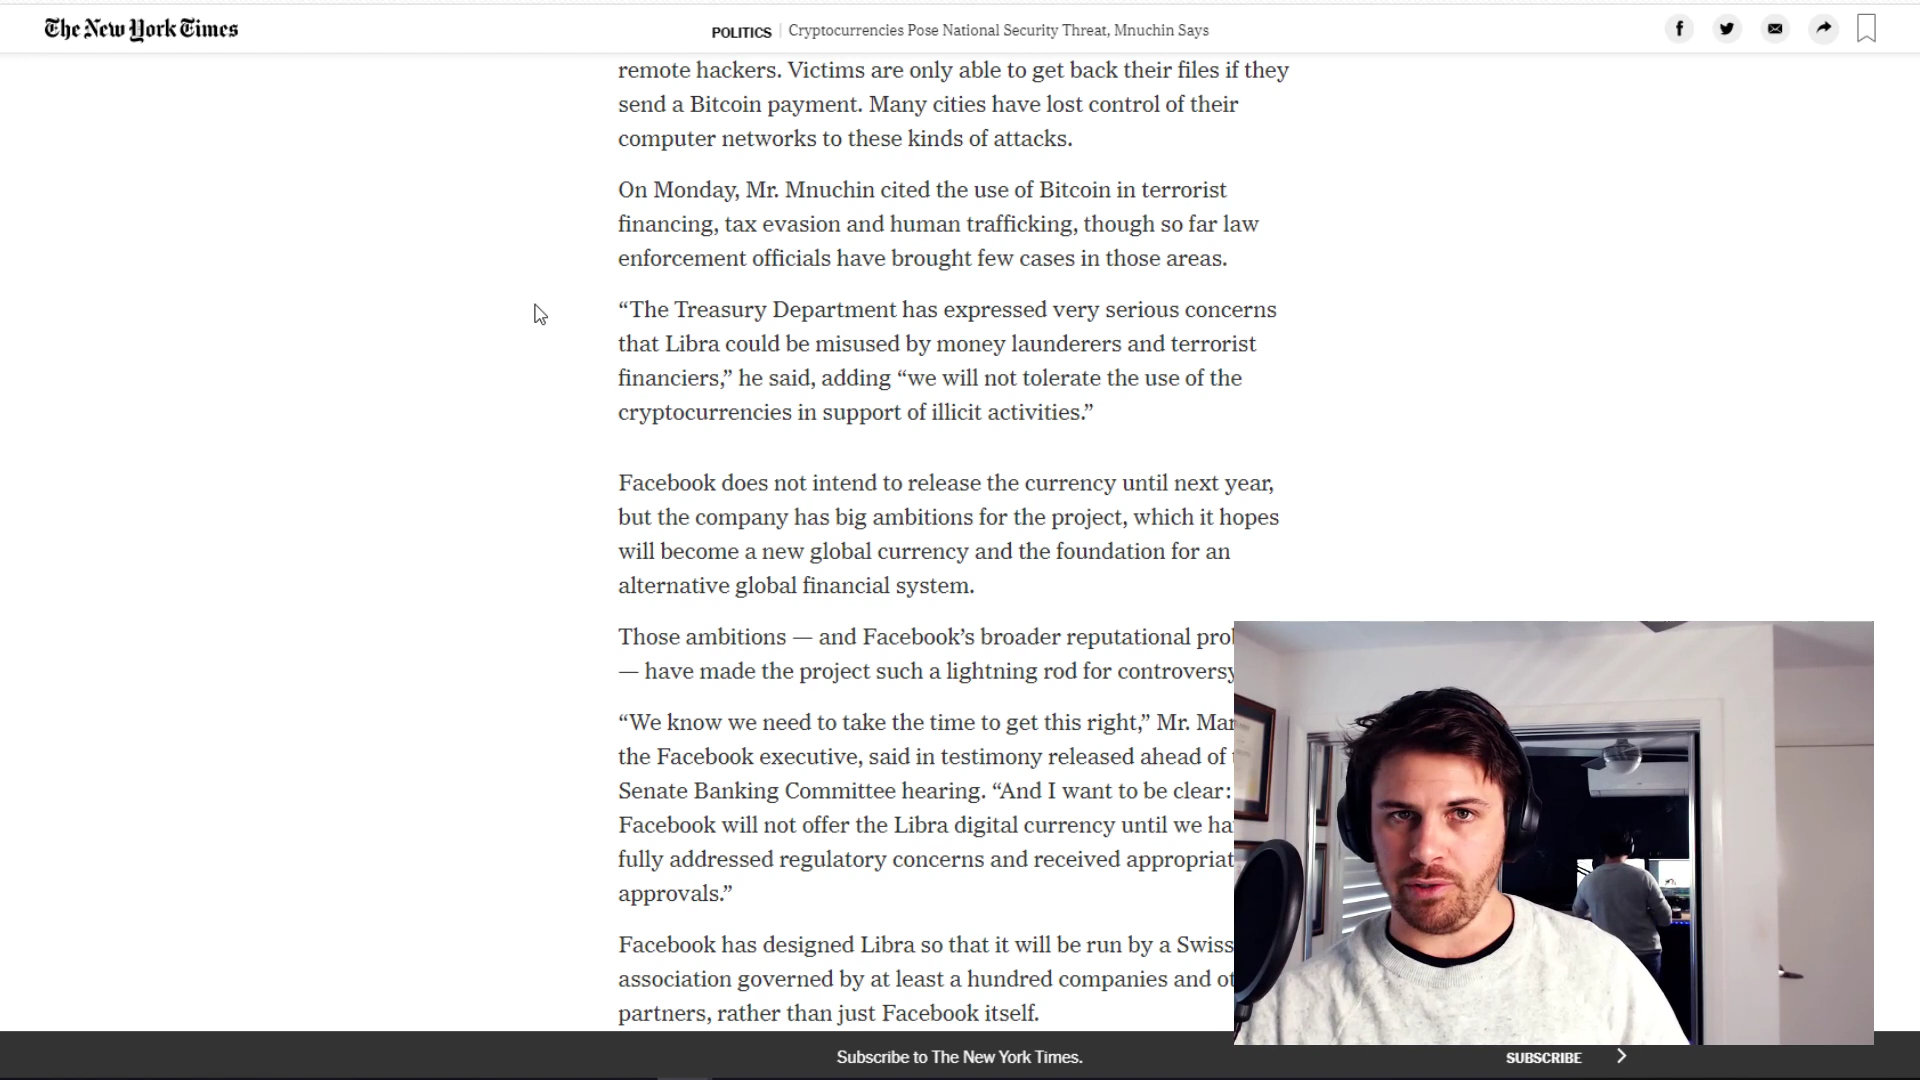 The New York Times
POLITICS | Cryptocurrencies Pose National Security Threat, Mnuchin Says
remote hackers. Victims are only able to get back their files if they
send a Bitcoin payment. Many cities have lost control of their
computer networks to these kinds of attacks.
On Monday, Mr. Mnuchin cited the use of Bitcoin in terrorist
financing, tax evasion and human trafficking, though so far law
enforcement officials have brought few cases in those areas.
“The Treasury Department has expressed very serious concerns
that Libra could be misused by money launderers and terrorist
financiers,” he said, adding “we will not tolerate the use of the
cryptocurrencies in support of illicit activities.”
Facebook does not intend to release the currency until next year,
but the company has big ambitions for the project, which it hopes
will become a new global currency and the foundation for an
alternative global financial system.
Those ambitions — and Facebook’s broader reputational
— have made the project such a lightning rod for controversy
“We know we need to take the time to get this right,” Mr.
the Facebook executive, said in testimony released ahead of
Senate Banking Committee hearing. “And I want to be clear:
Facebook will not offer the Libra digital currency until we
fully addressed regulatory concerns and received
approvals.”
Facebook has designed Libra so that it will be run by a Swiss
association governed by at least a hundred companies and
partners, rather than just Facebook itself.
Subscribe to The New York Times.
SUBSCRIBE